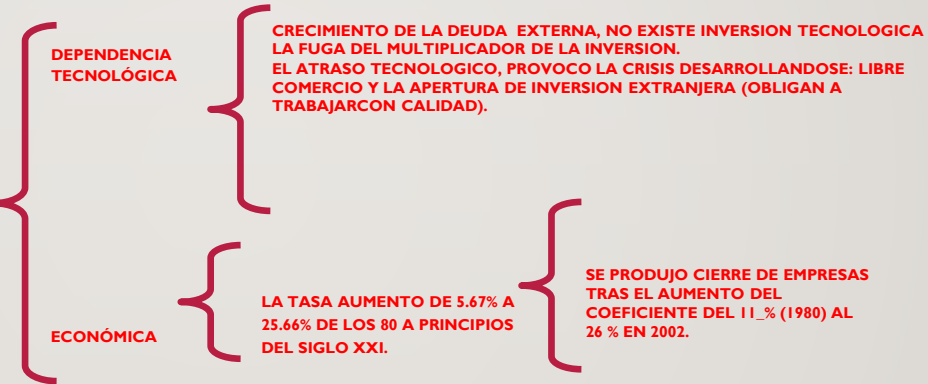 DEPENDENCIA
TECNOLÓGICA
CRECIMIENTO DE LA DEUDA EXTERNA, NO EXISTE INVERSION TECNOLOGICA
LA FUGA DEL MULTIPLICADOR DE LA INVERSION.
EL ATRASO TECNOLOGICO, PROVOCO LA CRISIS DESARROLLANDOSE: LIBRE
COMERCIO Y LA APERTURA DE INVERSION EXTRANJERA (OBLIGAN A
TRABAJARCON CALIDAD).
ECONÓMICA
LA TASA AUMENTO DE 5.67% A
25.66% DE LOS 80 A PRINCIPIOS
DEL SIGLO XXI.
SE PRODUJO CIERRE DE EMPRESAS
TRAS EL AUMENTO DEL
COEFICIENTE DEL 11_% (1980) AL
26 % EN 2002.